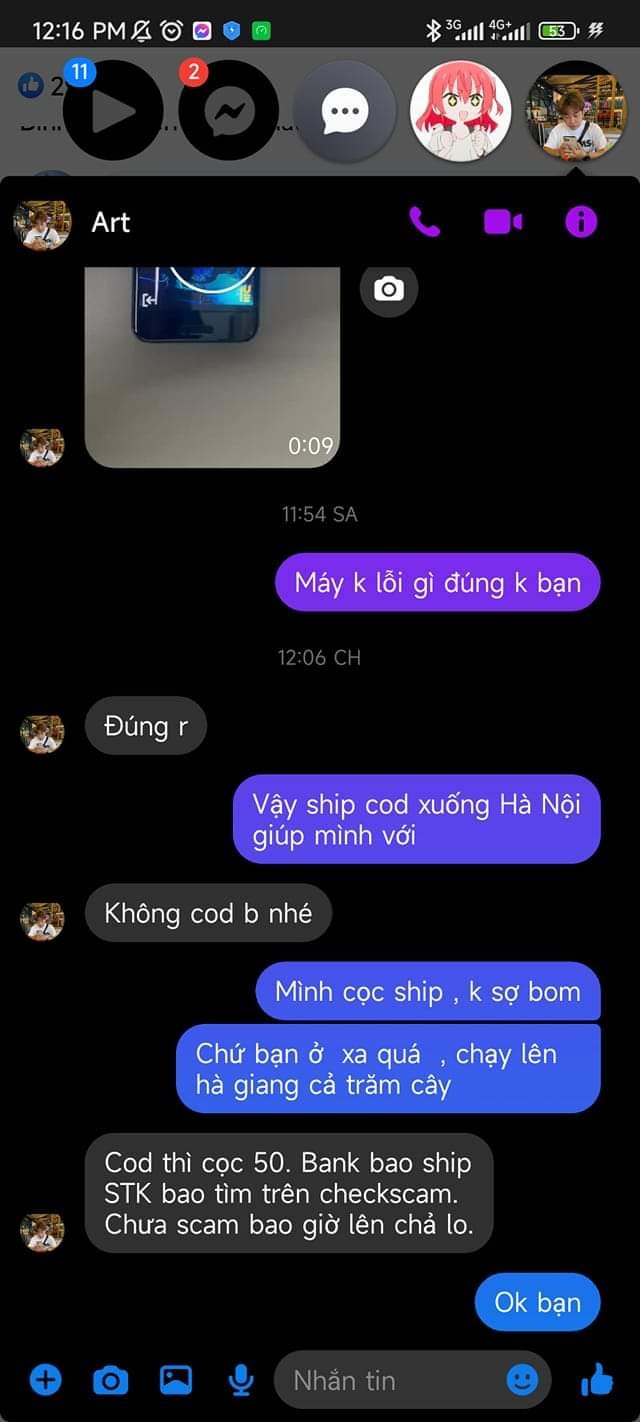 12:16 PM
3G
4G+
53
2
11
2
Art
0:09
11:54 SA
Máy k lỗi gì đúng k bạn
12:06 CH
Đúng r
Vậy ship cod xuống Hà Nội
giúp mình với
Không cod b nhé
Mình cọc ship , k sợ bom
Chứ bạn ở xa quá , chạy lên
hà giang cả trăm cây
Cod thì cọc 50. Bank bao ship
STK bao tìm trên checkscam.
Chưa scam bao giờ lên chả lo.
Ok bạn
Nhắn tin